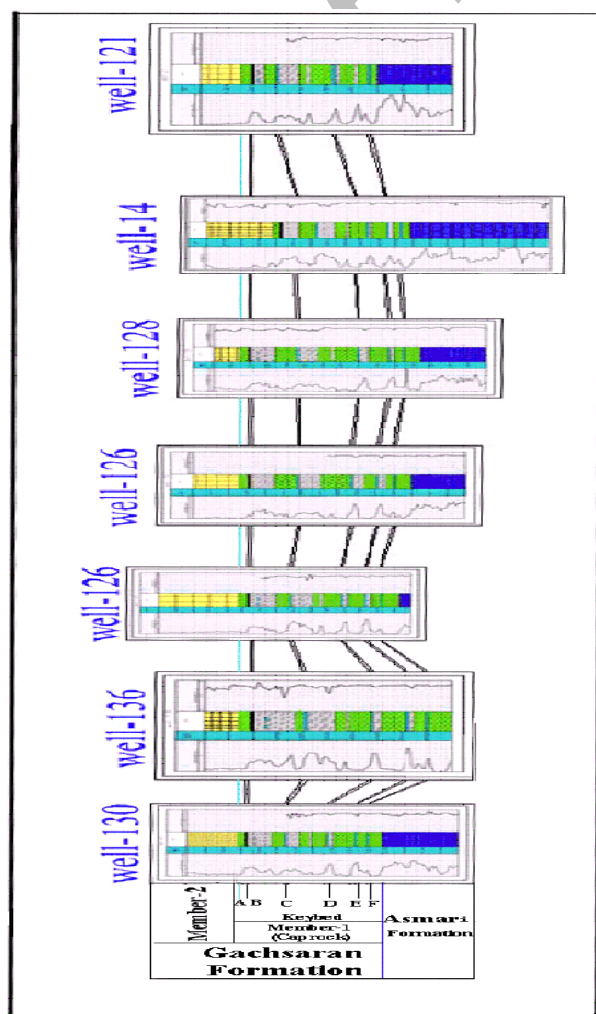 well-121
well-14
well-128
well-126
well-126
well-136
well-130
Member-2
A B C D E F
Keybed
Member-1
(Caprock)
Asmari
Formation
Gachsaran
Formation